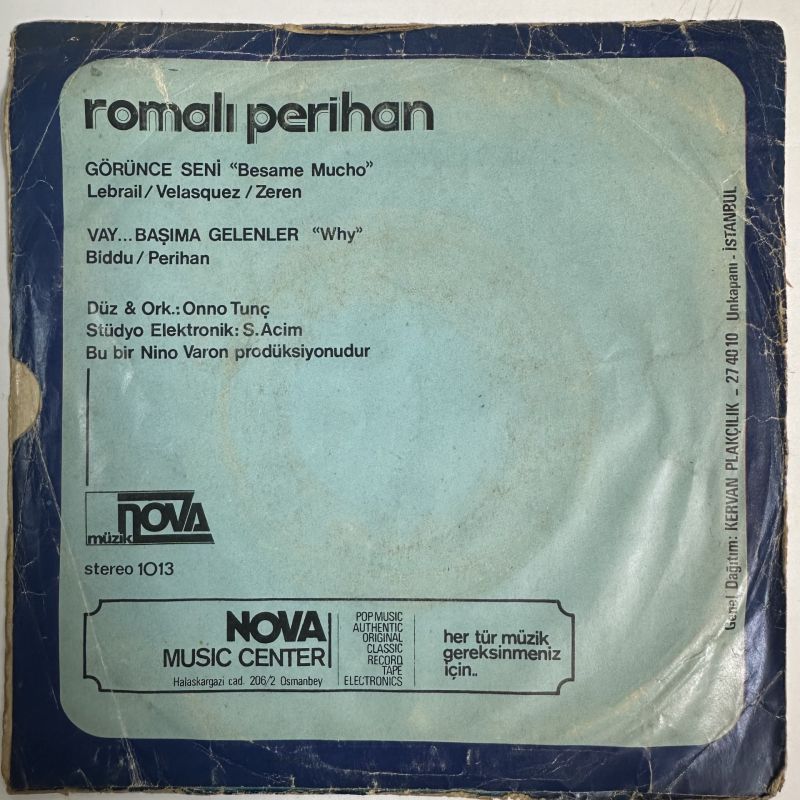 romalı perihan
GÖRÜNCE SENİ “Besame Mucho”
Lebrail / Velasquez / Zeren
VAY... BAŞIMA GELENLER “Why”
Biddu / Perihan
Düz & Ork.: Onno Tunç
Stüdyo Elektronik: S. Acim
Bu bir Nino Varon prodüksiyonudur
müzik NOVA
stereo 1013
NOVA
MUSIC CENTER
Halaskargazi cad. 206/2 Osmanbey
POP MUSIC
AUTHENTIC
ORIGINAL
CLASSIC
RECORD
TAPE
ELECTRONICS
her tür müzik
gereksinmeniz
için..
Genel Dağıtım: KERVAN PLAKÇILIK - 27 40 10 Unkapanı - İSTANBUL